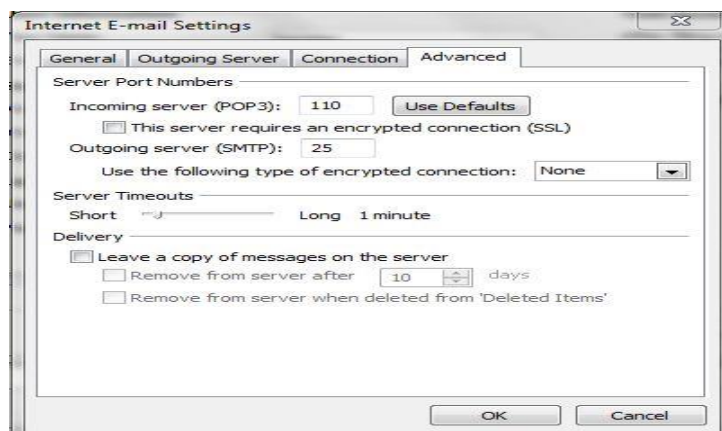 Internet E-mail Settings
General Outgoing Server Connection Advanced
Server Port Numbers
Incoming server (POP3): 110 Use Defaults
This server requires an encrypted connection (SSL)
Outgoing server (SMTP): 25
Use the following type of encrypted connection: None
Server Timeouts
Short Long 1 minute
Delivery
Leave a copy of messages on the server
Remove from server after 10 days
Remove from server when deleted from 'Deleted Items'
OK Cancel